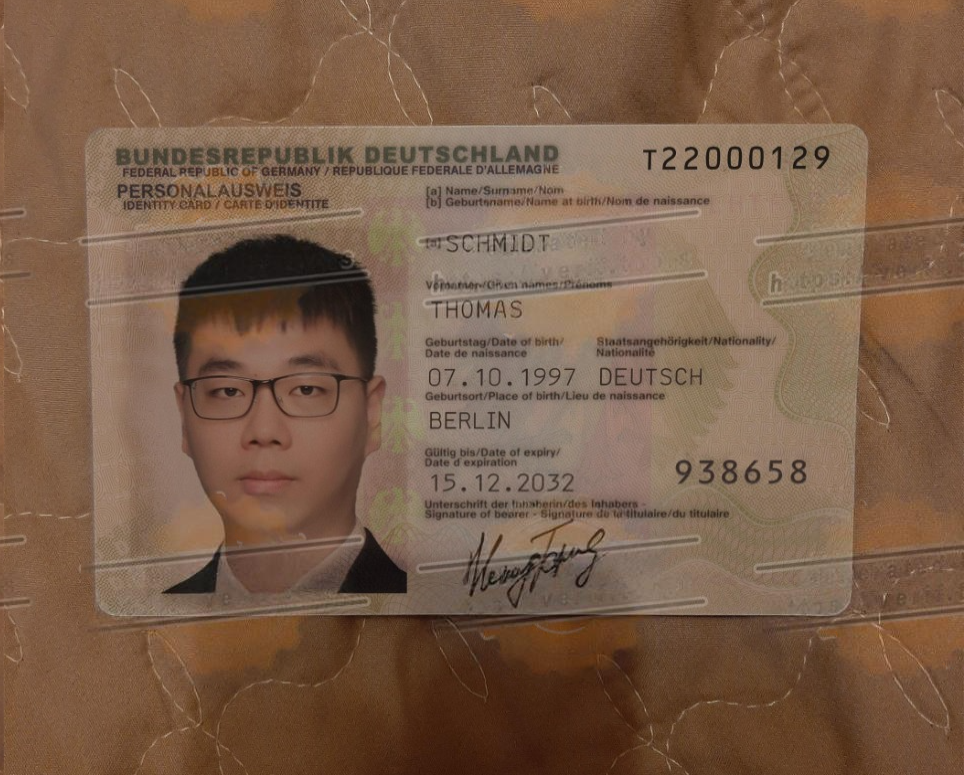 BUNDESREPUBLIK DEUTSCHLAND
T22000129
FEDERAL REPUBLIC OF GERMANY / REPUBLIQUE FEDERALE D'ALLEMAGNE
PERSONALAUSWEIS
IDENTITY CARD / CARTE D'IDENTITE
[a] Name/Surname/Nom
[b] Geburtsname/Name at birth/Nom de naissance
[a] SCHMIDT
Vornamen/Given names/Prénoms
THOMAS
Geburtstag/Date of birth/
Date de naissance
Staatsangehörigkeit/Nationality/
Nationalité
07.10.1997 DEUTSCH
Geburtsort/Place of birth/Lieu de naissance
BERLIN
Gültig bis/Date of expiry/
Date d expiration
15.12.2032
938658
Unterschrift der Inhaberin/des Inhabers -
Signature of bearer - Signature de la titulaire/du titulaire